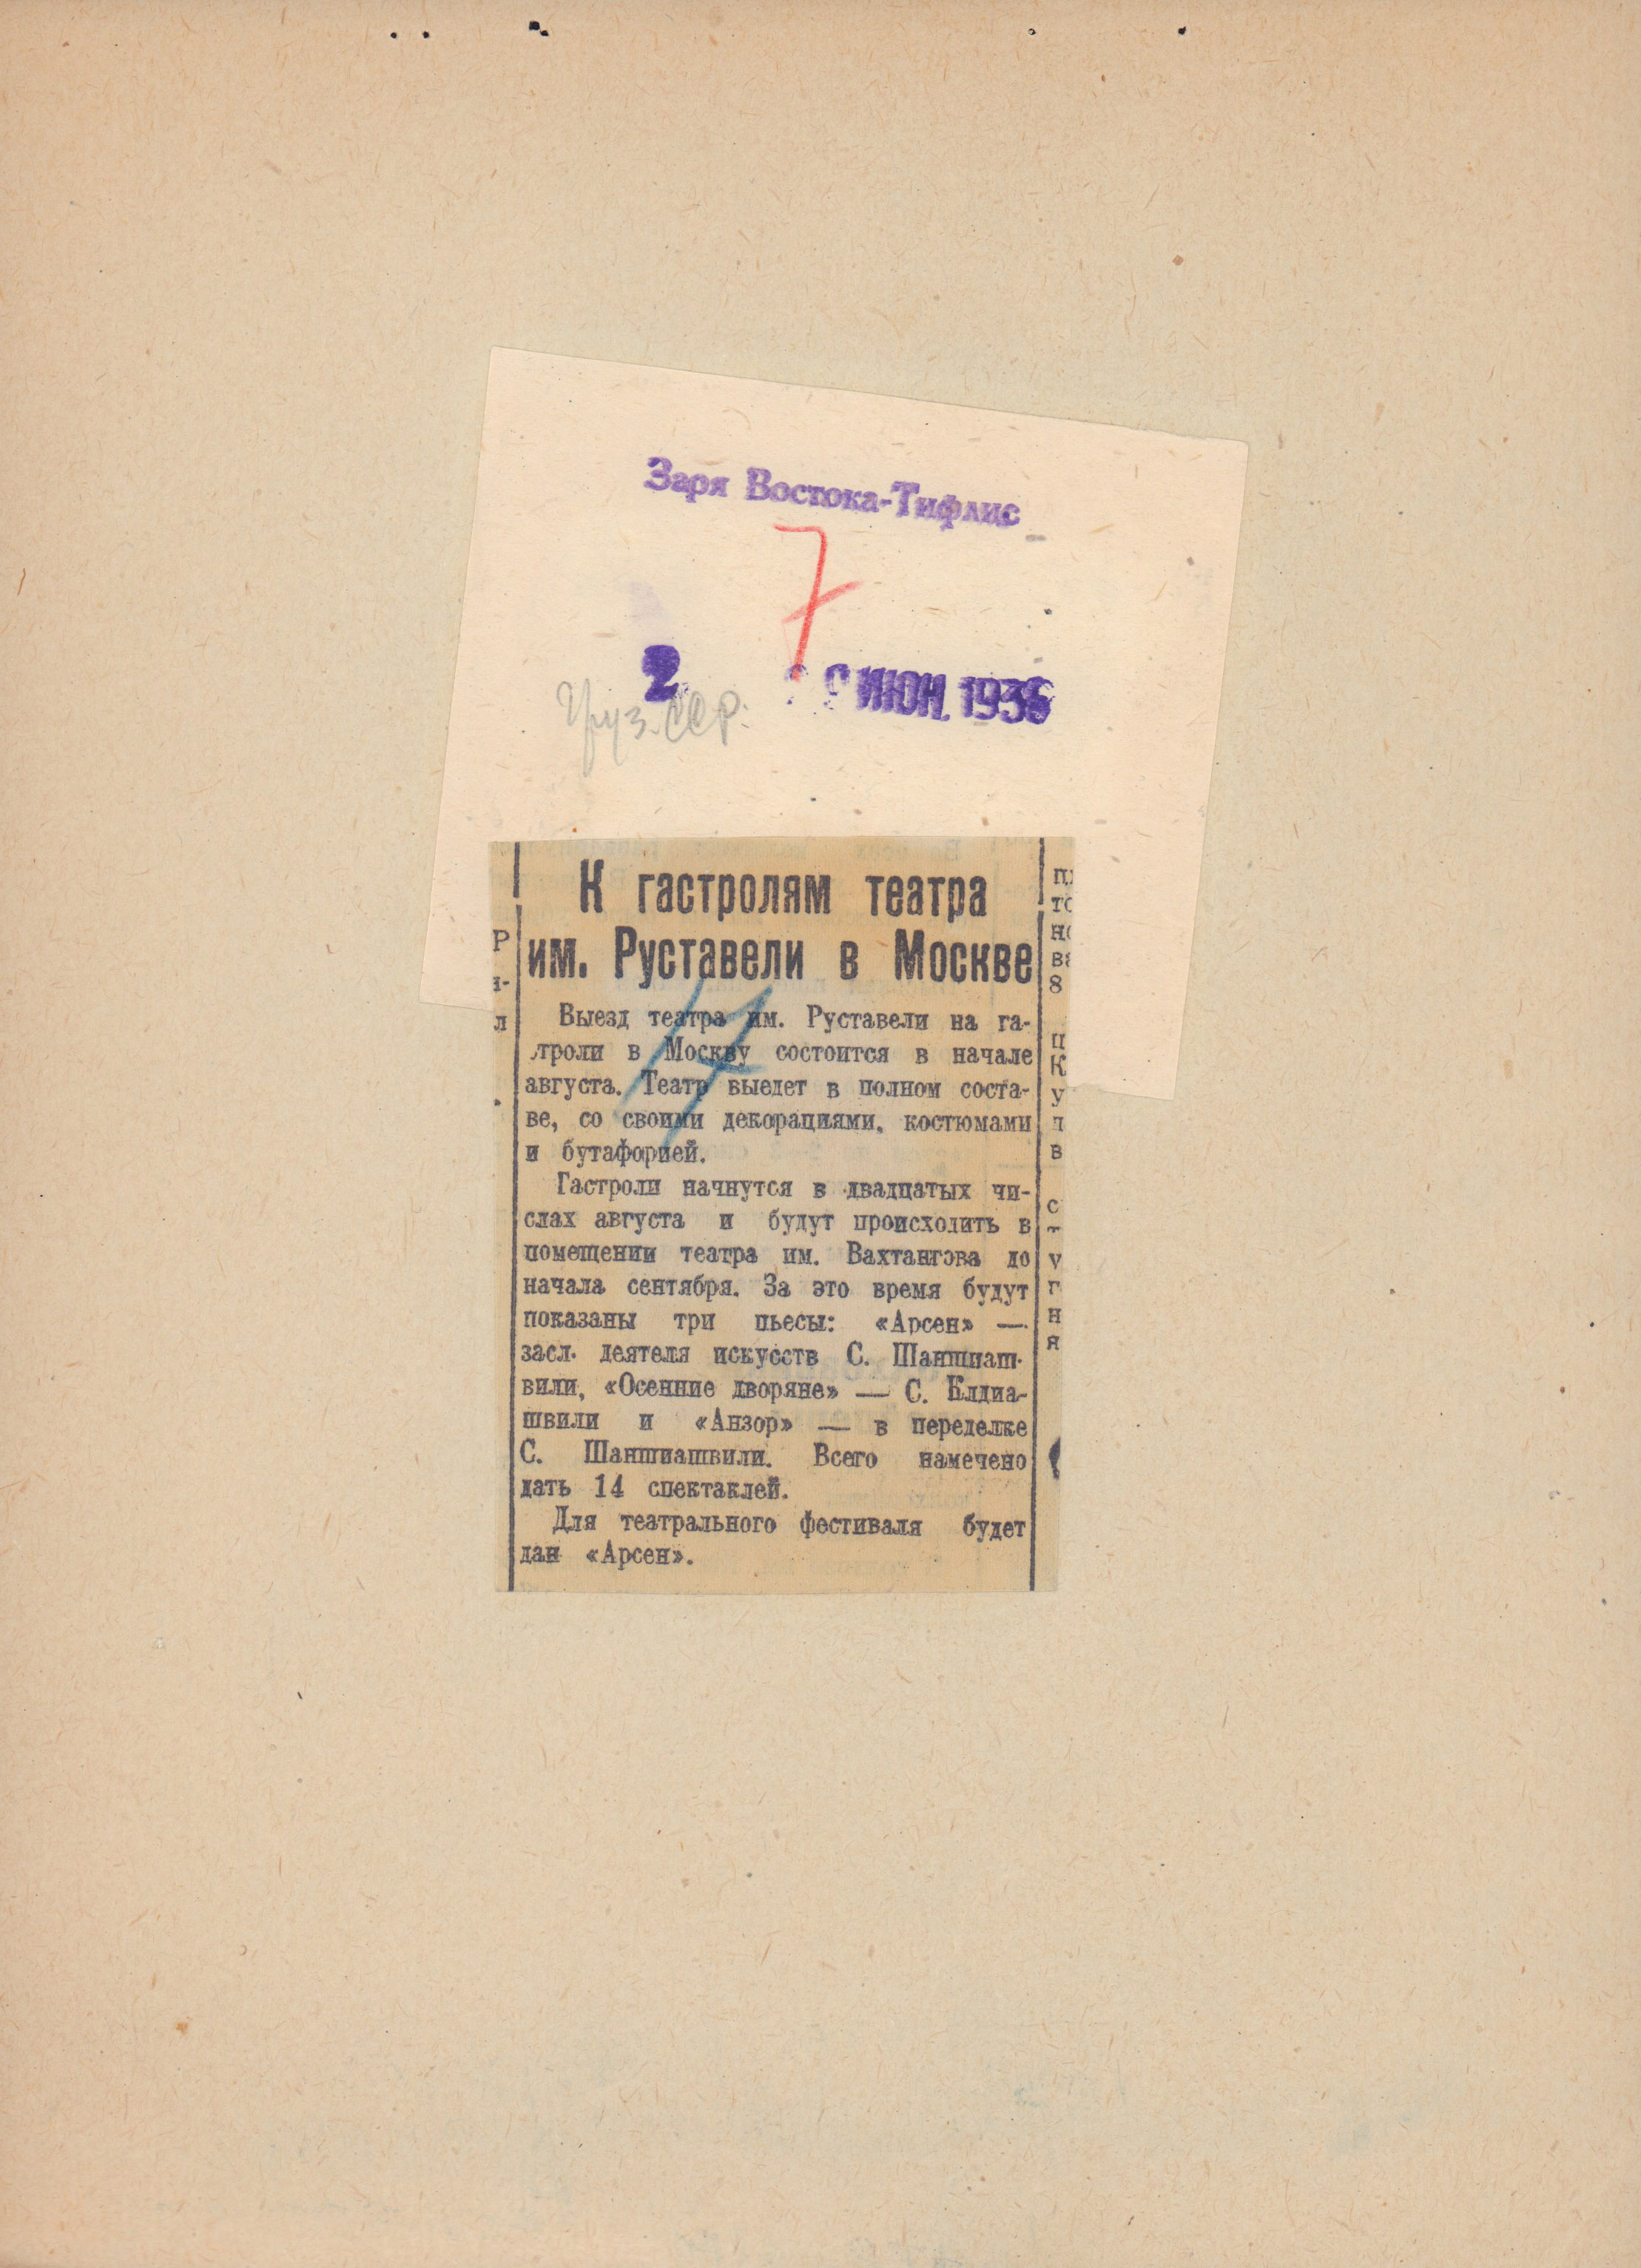 Заря Востока-Тифлис
7
2
ИЮН. 1936
Груз. ССР.
К гастролям театра
им. Руставели в Москве
Выезд театра им. Руставели на га-
троли в Москву состоится в начале
августа. Театр выедет в полном соста-
ве, со своими декорациями, костюмами
и бутафорией.
Гастроли начнутся в двадцатых чи-
слах августа и будут происходить в
помещении театра им. Вахтангова до
начала сентября. За это время будут
показаны три пьесы: «Арсен» —
засл. деятеля искусств С. Шаншиаш-
вили, «Осенние дворяне» — С. Клдиа-
швили и «Анзор» — в переделке
С. Шаншиашвили. Всего намечено
дать 14 спектаклей.
Для театрального фестиваля будет
дан «Арсен».